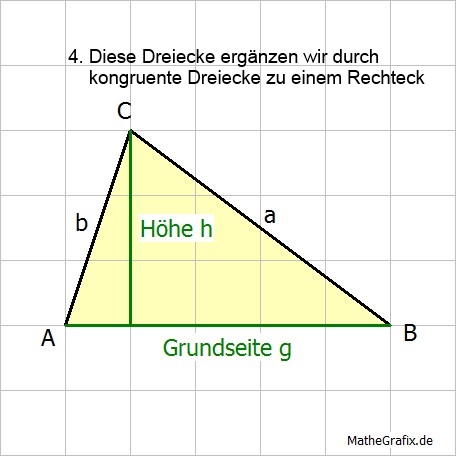 4. Diese Dreiecke ergänzen wir durch
kongruente Dreiecke zu einem Rechteck
C
b
a
Höhe h
A
B
Grundseite g
MatheGrafix.de